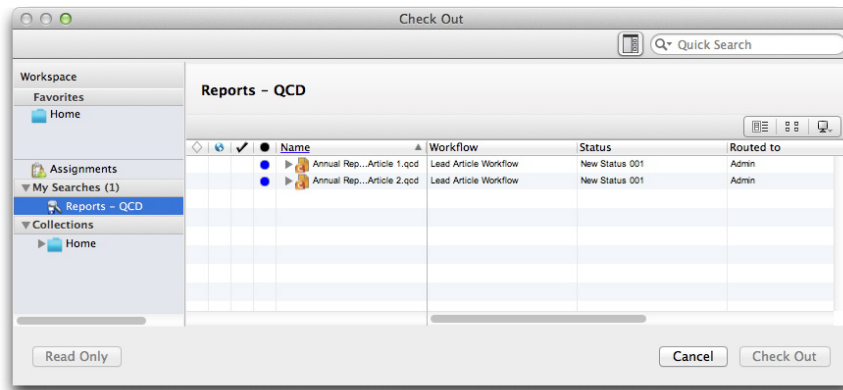 Check Out
Quick Search
Workspace
Favorites
Home
Assignments
My Searches (1)
Reports – QCD
Collections
Home
Reports – QCD
Name Workflow Status Routed to
Annual Rep...Article 1.qcd Lead Article Workflow New Status 001 Admin
Annual Rep...Article 2.qcd Lead Article Workflow New Status 001 Admin
Read Only Cancel Check Out